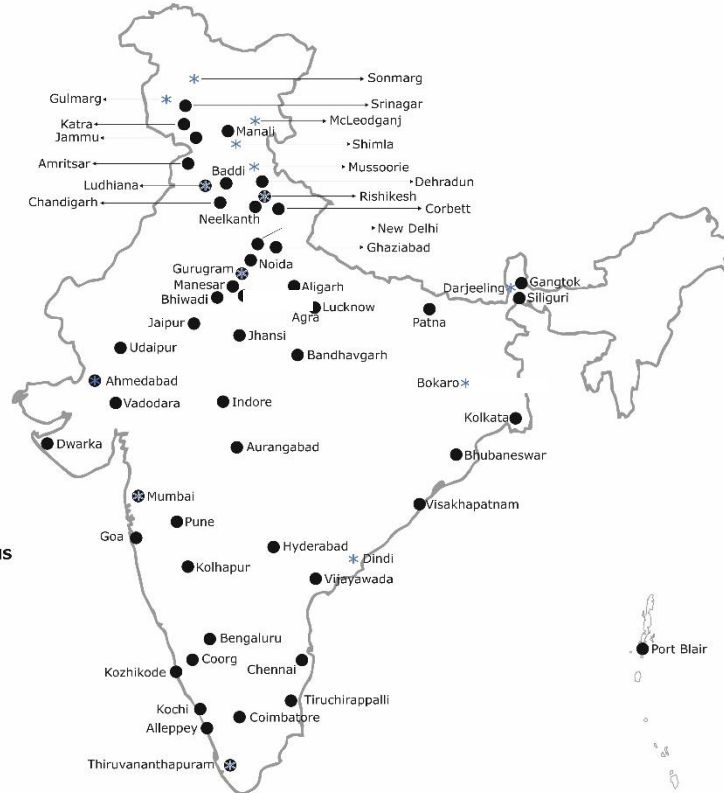 Sonmarg
Gulmarg
Srinagar
Katra
McLeodganj
Manali
Jammu
Shimla
Amritsar
Mussoorie
Baddi
Ludhiana
Dehradun
Rishikesh
Chandigarh
Corbett
Neelkanth
New Delhi
Ghaziabad
Noida
Gurugram
Manesar
Aligarh
Bhiwadi
Darjeeling
Gangtok
Siliguri
Lucknow
Agra
Patna
Jaipur
Jhansi
Udaipur
Bandhavgarh
Ahmedabad
Bokaro
Vadodara
Indore
Kolkata
Dwarka
Aurangabad
Bhubaneswar
Mumbai
Visakhapatnam
Pune
Goa
Hyderabad
Dindi
Kolhapur
Vijayawada
Bengaluru
Port Blair
Coorg
Chennai
Kozhikode
Tiruchirappalli
Kochi
Coimbatore
Alleppey
Thiruvananthapuram